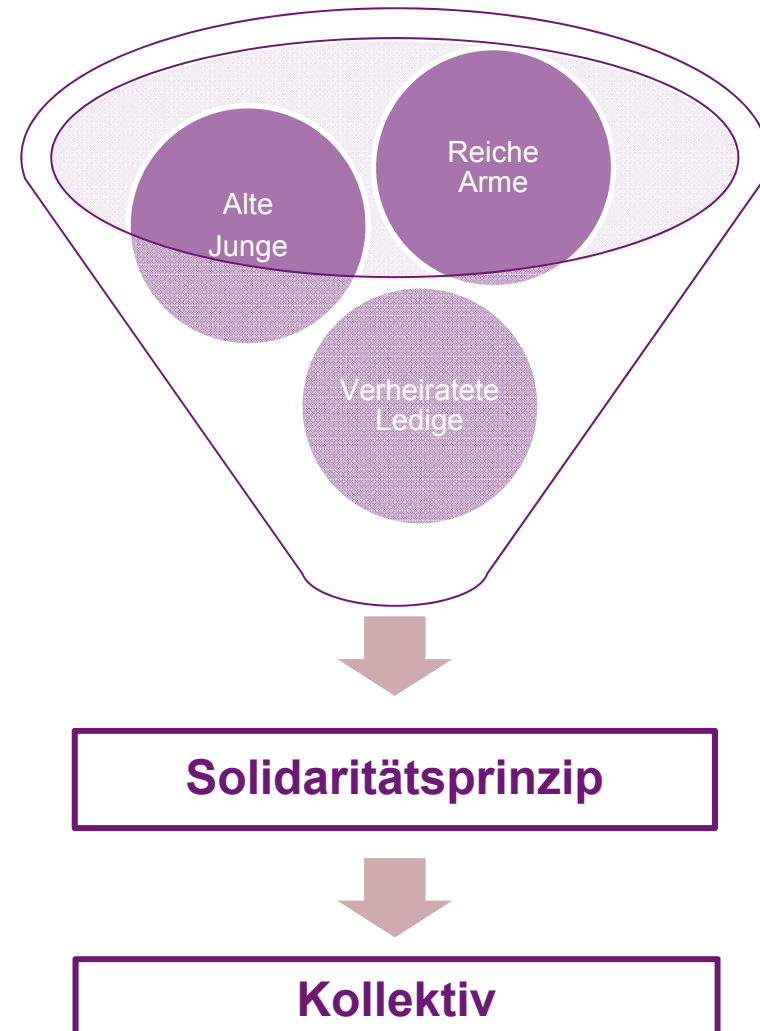 Reiche
Arme
Alte
Junge
Verheiratete
Ledige
Solidaritätsprinzip
Kollektiv